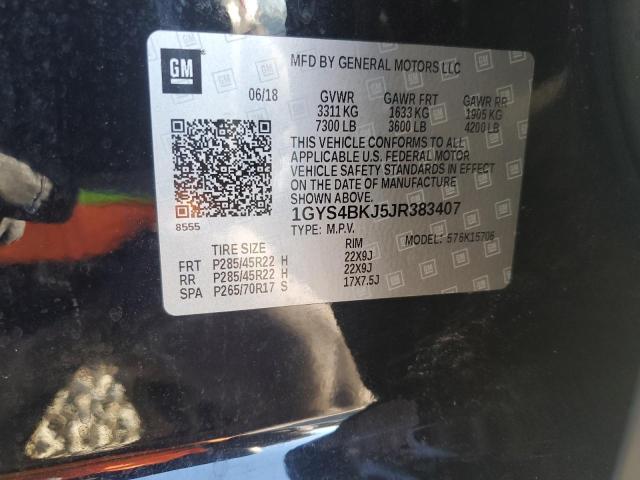 GM
MFD BY GENERAL MOTORS LLC
06/18 GVWR GAWR FRT GAWR RR
3311 KG 1633 KG 1905 KG
7300 LB 3600 LB 4200 LB
THIS VEHICLE CONFORMS TO ALL
APPLICABLE U.S. FEDERAL MOTOR
VEHICLE SAFETY STANDARDS IN EFFECT
ON THE DATE OF MANUFACTURE
SHOWN ABOVE.
1GYS4BKJ5JR383407
8555 TYPE: M.P.V. MODEL: 576K15706
TIRE SIZE RIM
FRT P285/45R22 H 22X9J
RR P285/45R22 H 22X9J
SPA P265/70R17 S 17X7.5J